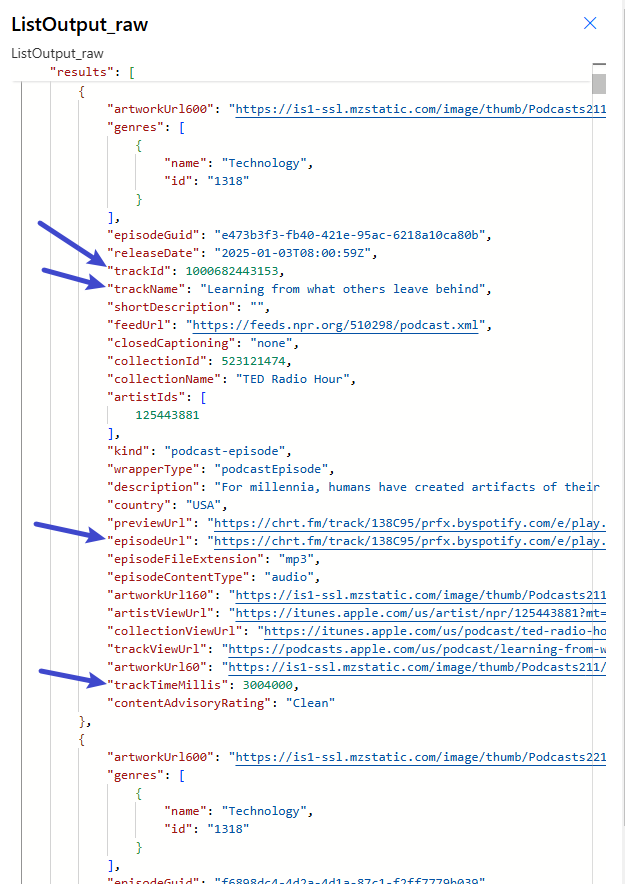 ListOutput_raw
ListOutput_raw
"results": [
{
"artworkUrl600": "https://is1-ssl.mzstatic.com/image/thumb/Podcasts211
"genres": [
{
"name": "Technology",
"id": "1318"
}
],
"episodeGuid": "e473b3f3-fb40-421e-95ac-6218a10ca80b",
"releaseDate": "2025-01-03T08:00:59Z",
"trackId": 1000682443153,
"trackName": "Learning from what others leave behind",
"shortDescription": "",
"feedUrl": "https://feeds.npr.org/510298/podcast.xml",
"closedCaptioning": "none",
"collectionId": 523121474,
"collectionName": "TED Radio Hour",
"artistIds": [
125443881
],
"kind": "podcast-episode",
"wrapperType": "podcastEpisode",
"description": "For millennia, humans have created artifacts of their
"country": "USA",
"previewUrl": "https://chrt.fm/track/138C95/prfx.byspotify.com/e/play.
"episodeUrl": "https://chrt.fm/track/138C95/prfx.byspotify.com/e/play.
"episodeFileExtension": "mp3",
"episodeContentType": "audio",
"artworkUrl160": "https://is1-ssl.mzstatic.com/image/thumb/Podcasts211
"artistViewUrl": "https://itunes.apple.com/us/artist/npr/125443881?mt=
"collectionViewUrl": "https://itunes.apple.com/us/podcast/ted-radio-ho
"trackViewUrl": "https://podcasts.apple.com/us/podcast/learning-from-w
"artworkUrl60": "https://is1-ssl.mzstatic.com/image/thumb/Podcasts211/
"trackTimeMillis": 3004000,
"contentAdvisoryRating": "Clean"
},
{
"artworkUrl600": "https://is1-ssl.mzstatic.com/image/thumb/Podcasts221
"genres": [
{
"name": "Technology",
"id": "1318"
}
],
"episodeGuid": "f6898dc4-4d2a-4d1a-87c1-f2ff7779b039"